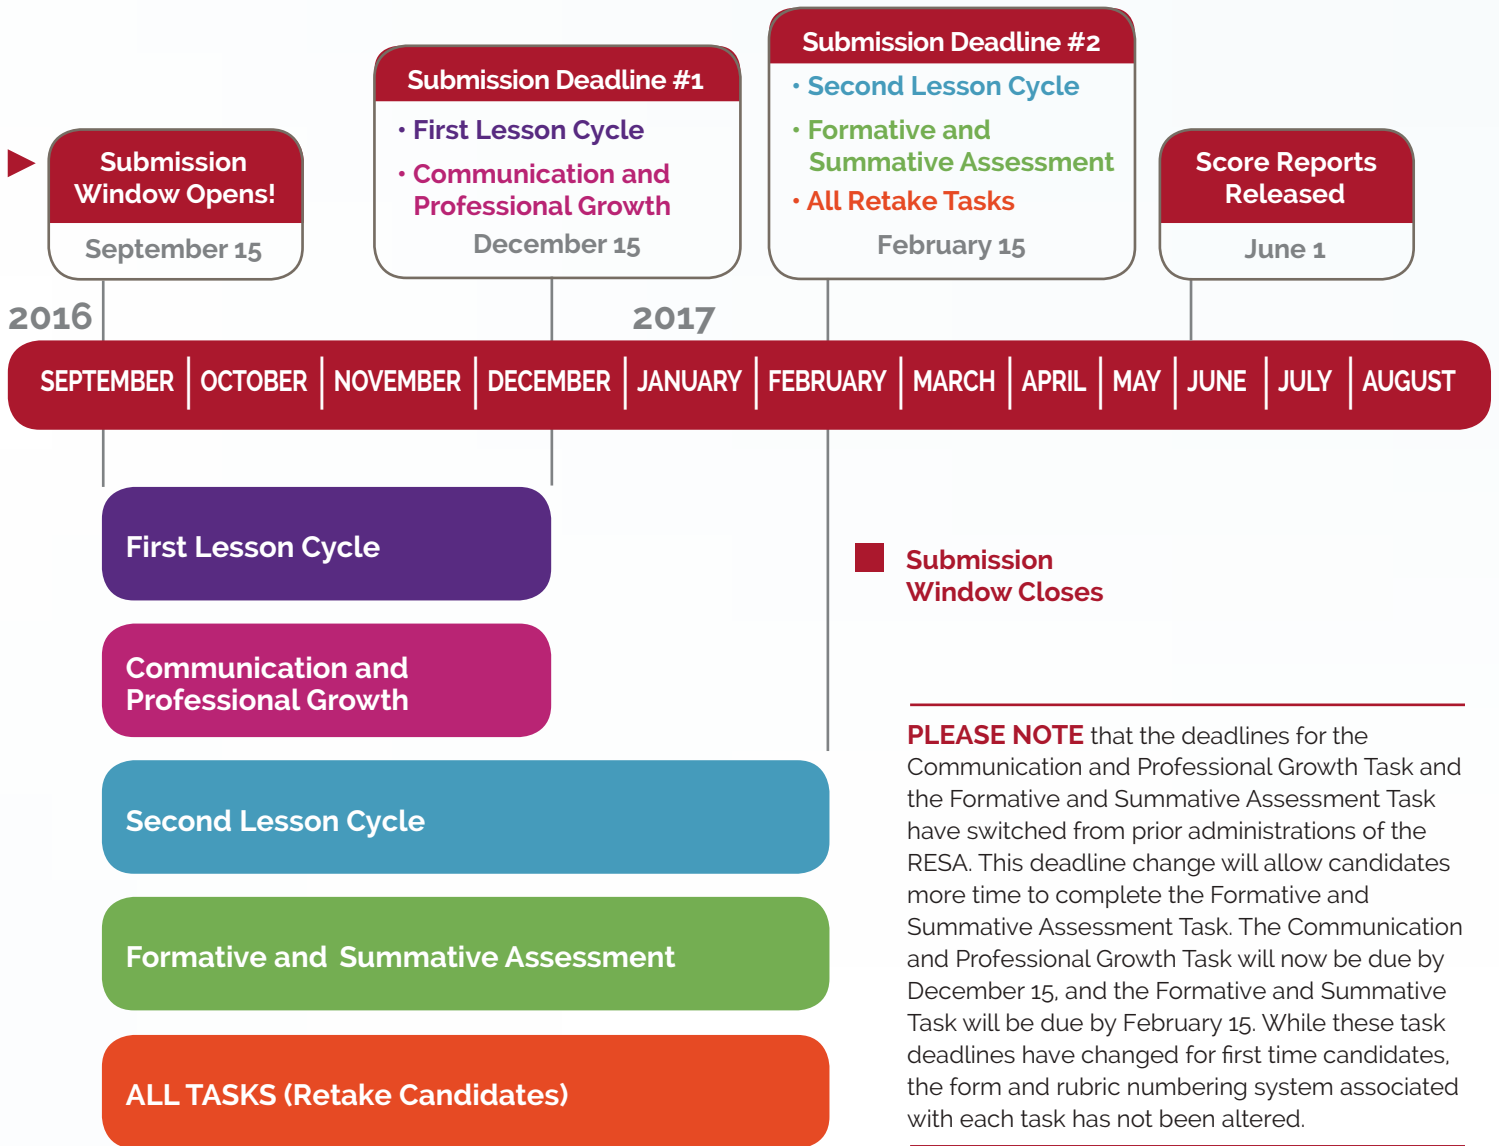 Submission
Window Opens!
September 15
Submission Deadline #1
• First Lesson Cycle
• Communication and
Professional Growth
December 15
Submission Deadline #2
• Second Lesson Cycle
• Formative and
Summative Assessment
• All Retake Tasks
February 15
Score Reports
Released
June 1
2016
2017
SEPTEMBER
OCTOBER
NOVEMBER
DECEMBER
JANUARY
FEBRUARY
MARCH
APRIL
MAY
JUNE
JULY
AUGUST
First Lesson Cycle
Communication and
Professional Growth
Second Lesson Cycle
Formative and Summative Assessment
ALL TASKS (Retake Candidates)
Submission
Window Closes
PLEASE NOTE that the deadlines for the
Communication and Professional Growth Task and
the Formative and Summative Assessment Task
have switched from prior administrations of the
RESA. This deadline change will allow candidates
more time to complete the Formative and
Summative Assessment Task. The Communication
and Professional Growth Task will now be due by
December 15, and the Formative and Summative
Task will be due by February 15. While these task
deadlines have changed for first time candidates,
the form and rubric numbering system associated
with each task has not been altered.